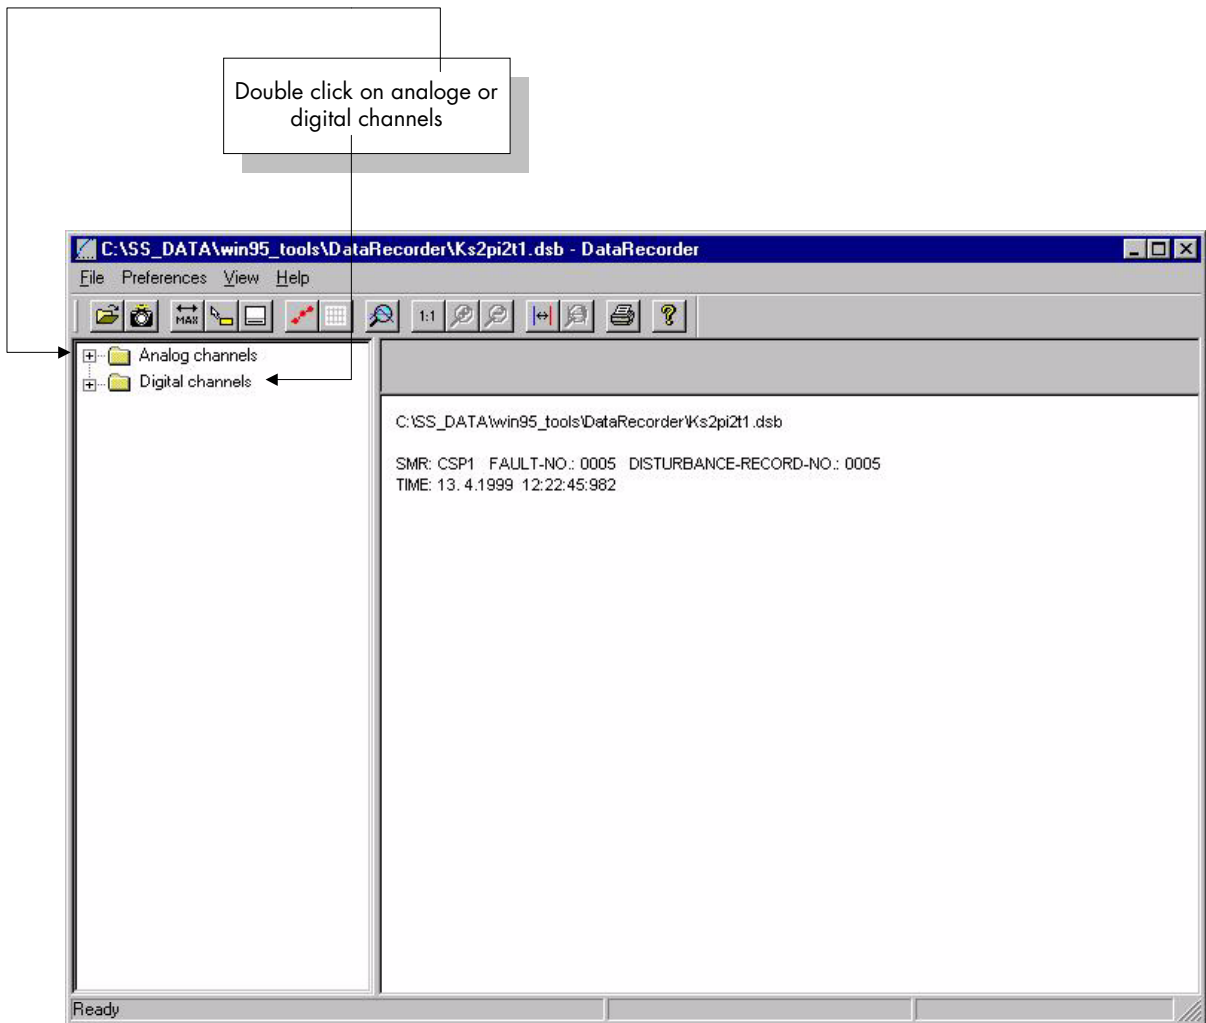 Double click on analoge or
digital channels
C:\SS_DATA\win95_tools\DataRecorder\Ks2pi2t1.dsb - DataRecorder
File Preferences View Help
MAX 1:1
Analog channels
Digital channels
C:\SS_DATA\win95_tools\DataRecorder\Ks2pi2t1.dsb
SMR: CSP1 FAULT-NO.: 0005 DISTURBANCE-RECORD-NO.: 0005
TIME: 13. 4.1999 12:22:45:982
Ready